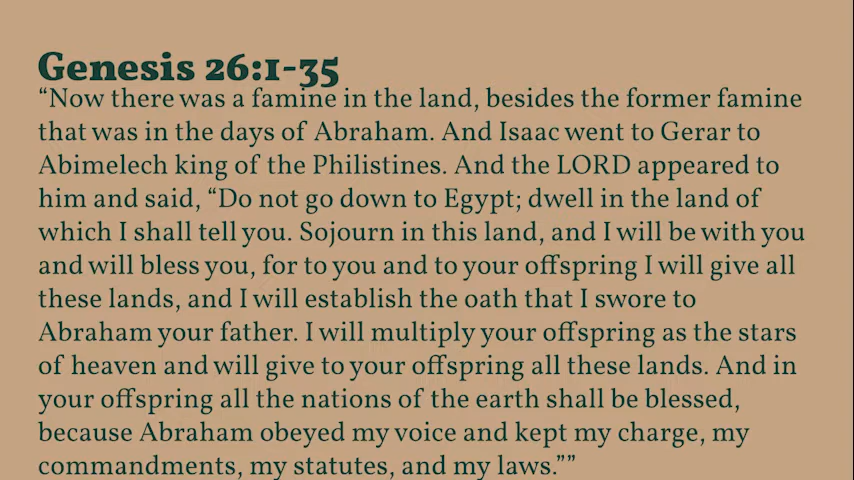 Genesis 26:1-35
“Now there was a famine in the land, besides the former famine
that was in the days of Abraham. And Isaac went to Gerar to
Abimelech king of the Philistines. And the LORD appeared to
him and said, “Do not go down to Egypt; dwell in the land of
which I shall tell you. Sojourn in this land, and I will be with you
and will bless you, for to you and to your offspring I will give all
these lands, and I will establish the oath that I swore to
Abraham your father. I will multiply your offspring as the stars
of heaven and will give to your offspring all these lands. And in
your offspring all the nations of the earth shall be blessed,
because Abraham obeyed my voice and kept my charge, my
commandments, my statutes, and my laws.””